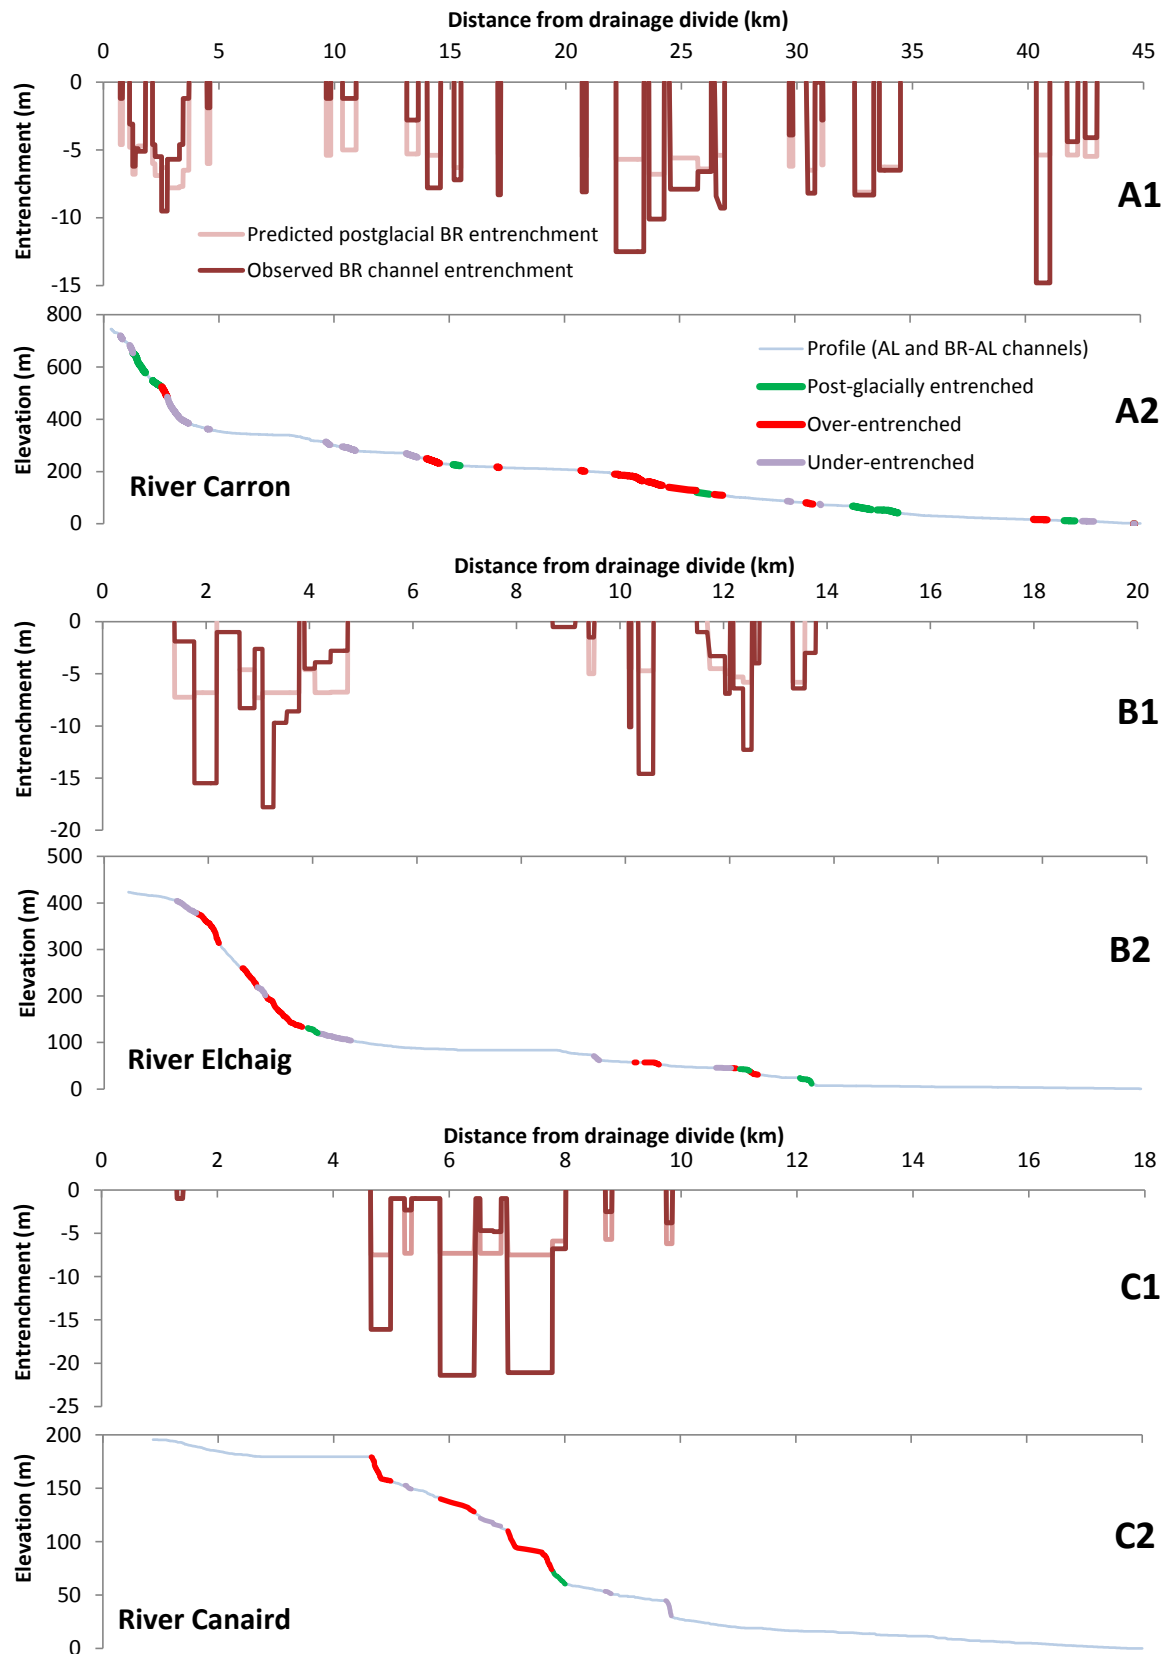 Distance from drainage divide (km)
0 5 10 15 20 25 30 35 40 45
Entrenchment (m)
0
-5
-10
-15
A1
Predicted postglacial BR entrenchment
Observed BR channel entrenchment
Elevation (m)
800
600
400
200
0
Profile (AL and BR-AL channels)
Post-glacially entrenched
Over-entrenched
Under-entrenched
A2
River Carron
Distance from drainage divide (km)
0 2 4 6 8 10 12 14 16 18 20
Entrenchment (m)
0
-5
-10
-15
-20
B1
Elevation (m)
500
400
300
200
100
0
B2
River Elchaig
Distance from drainage divide (km)
0 2 4 6 8 10 12 14 16 18
Entrenchment (m)
0
-5
-10
-15
-20
-25
C1
Elevation (m)
200
150
100
50
0
C2
River Canaird